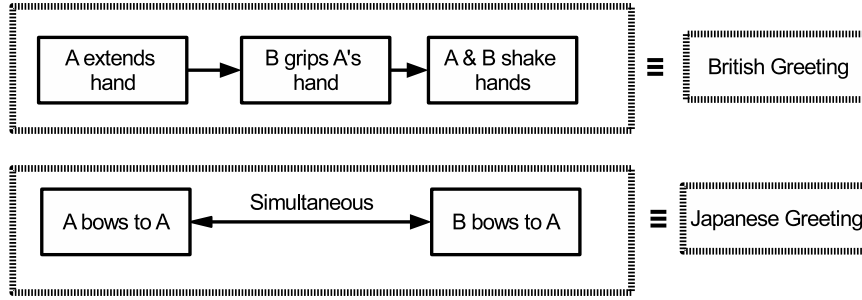 A extends
hand
B grips A's
hand
A & B shake
hands
≡
British Greeting
A bows to A
Simultaneous
B bows to A
≡
Japanese Greeting